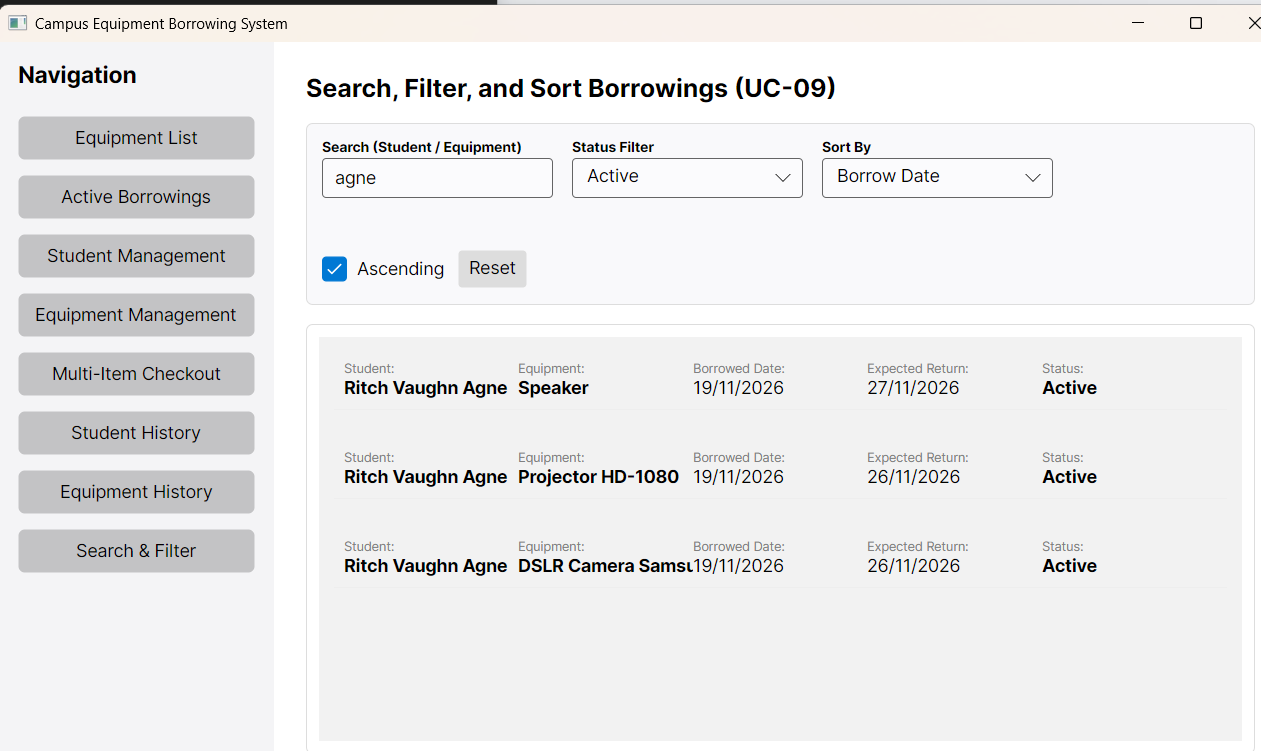 Campus Equipment Borrowing System
Navigation
Equipment List
Active Borrowings
Student Management
Equipment Management
Multi-Item Checkout
Student History
Equipment History
Search & Filter
Search, Filter, and Sort Borrowings (UC-09)
Search (Student / Equipment) Status Filter Sort By
agne Active Borrow Date
Ascending Reset
Student: Equipment: Borrowed Date: Expected Return: Status:
Ritch Vaughn Agne Speaker 19/11/2026 27/11/2026 Active
Student: Equipment: Borrowed Date: Expected Return: Status:
Ritch Vaughn Agne Projector HD-1080 19/11/2026 26/11/2026 Active
Student: Equipment: Borrowed Date: Expected Return: Status:
Ritch Vaughn Agne DSLR Camera Samsu 19/11/2026 26/11/2026 Active